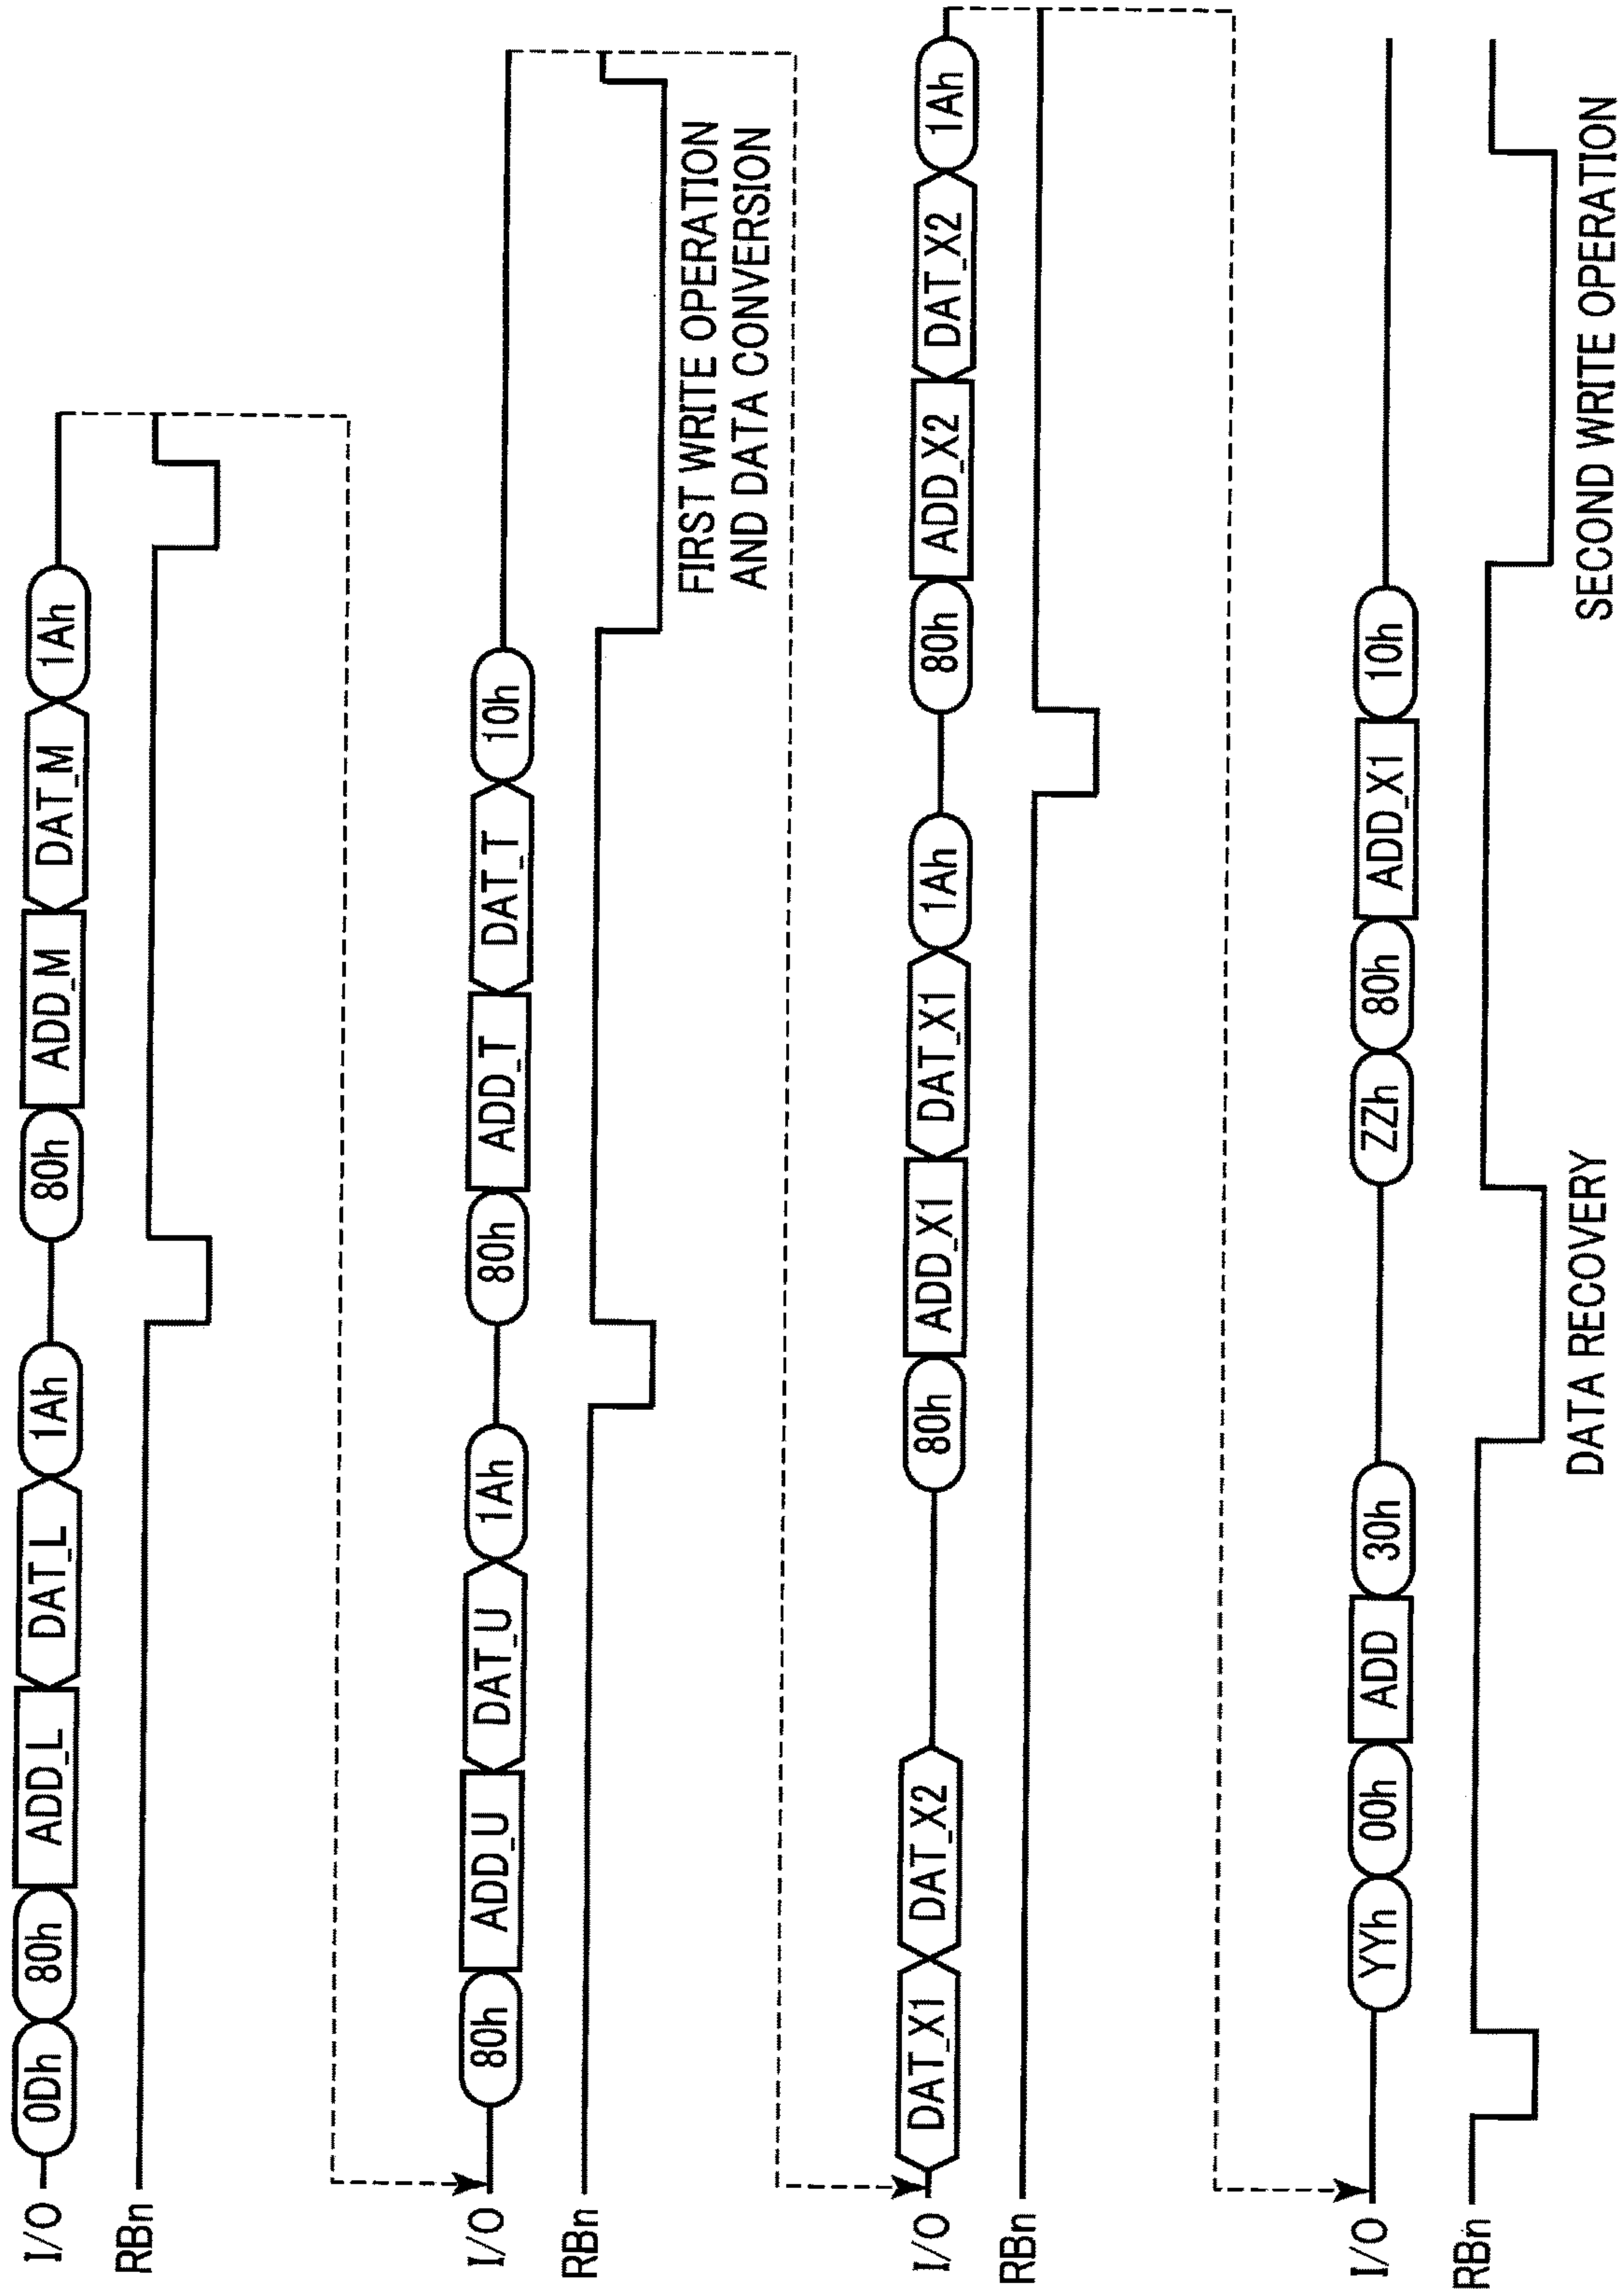 I/O 0Dh 80h ADD_L DAT_L 1Ah 80h ADD_M DAT_M 1Ah
RBn
I/O 80h ADD_U DAT_U 1Ah 80h ADD_T DAT_T 10h
RBn
FIRST WRITE OPERATION
AND DATA CONVERSION
I/O DAT_X1 DAT_X2 80h ADD_X1 DAT_X1 1Ah 80h ADD_X2 DAT_X2 1Ah
RBn
I/O YYh 00h ADD 30h ZZh 80h ADD_X1 10h
RBn
DATA RECOVERY SECOND WRITE OPERATION